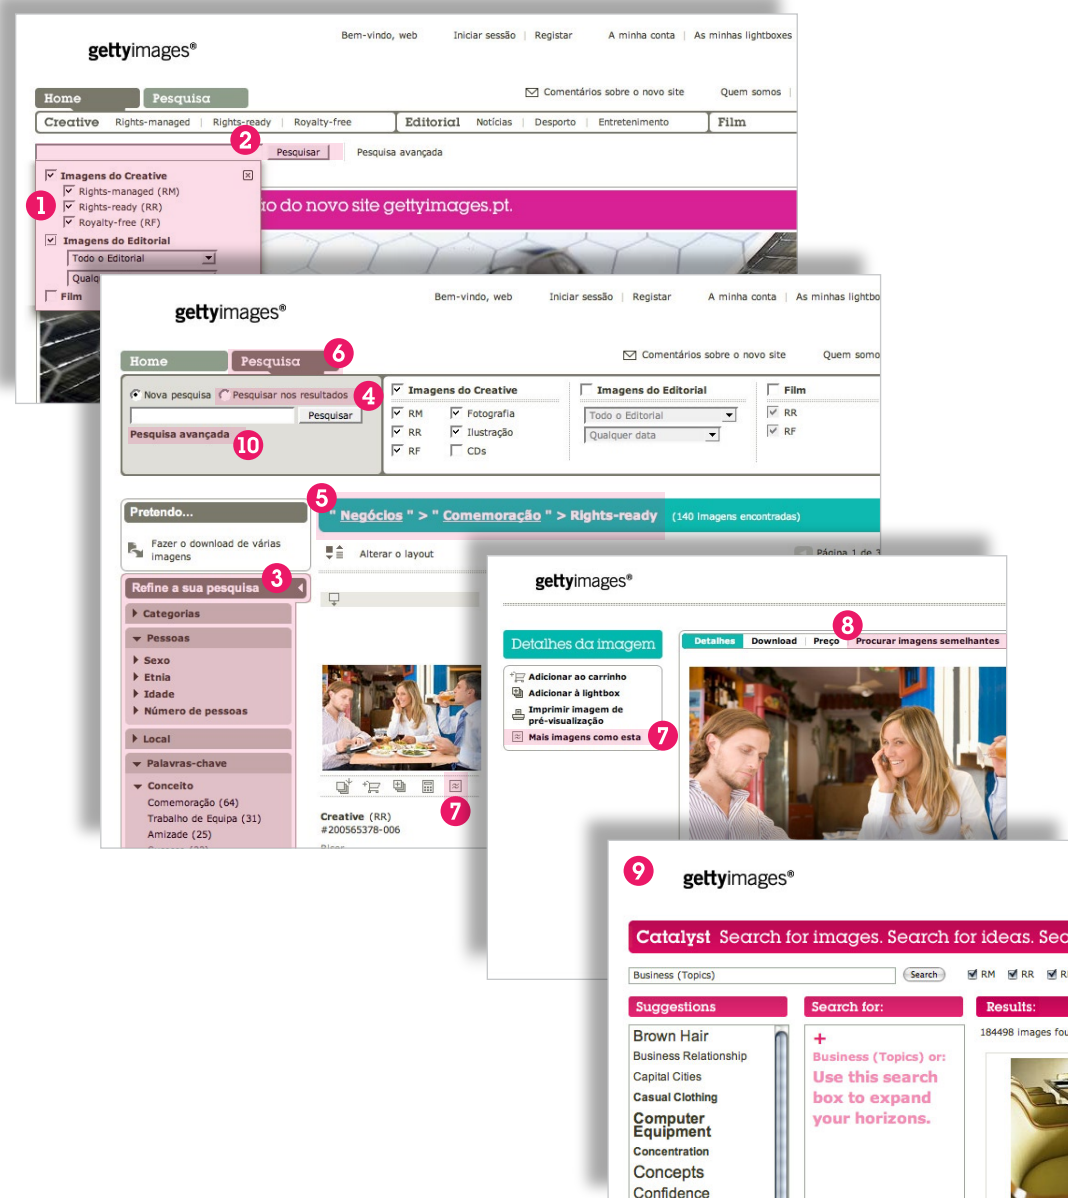 Bem-vindo, web Iniciar sessão | Registar A minha conta | As minhas lightboxes
gettyimages®
Home Pesquisa
Comentários sobre o novo site Quem somos |
Creative Rights-managed | Rights-ready | Royalty-free Editorial Notícias | Desporto | Entretenimento Film
2
Pesquisar Pesquisa avançada
Imagens do Creative
Rights-managed (RM)
1
Rights-ready (RR)
Royalty-free (RF)
ão do novo site gettyimages.pt.
Imagens do Editorial
Todo o Editorial
Qualq
Film
Bem-vindo, web Iniciar sessão | Registar A minha conta | As minhas lightbo
gettyimages®
Home Pesquisa 6
Comentários sobre o novo site Quem somo
Nova pesquisa Pesquisar nos resultados 4
Pesquisar
Pesquisa avançada 10
Imagens do Creative
RM Fotografia
RR Ilustração
RF CDs
Imagens do Editorial
Todo o Editorial
Qualquer data
Film
RR
RF
5
Pretendo...
Fazer o download de várias
imagens
" Negócios " > " Comemoração " > Rights-ready (140 imagens encontradas)
Alterar o layout
Página 1 de 3
3
Refine a sua pesquisa
Categorias
Pessoas
Sexo
Etnia
Idade
Número de pessoas
Local
Palavras-chave
Conceito
Comemoração (64)
Trabalho de Equipa (31)
Amizade (25)
7
Creative (RR)
#200565378-006
gettyimages®
8
Detalhes da imagem
Detalhes Download Preço Procurar imagens semelhantes
Adicionar ao carrinho
Adicionar à lightbox
Imprimir imagem de
pré-visualização
Mais imagens como esta 7
9
gettyimages®
Catalyst Search for images. Search for ideas. Sea
Business (Topics) Search RM RR R
Suggestions
Brown Hair
Business Relationship
Capital Cities
Casual Clothing
Computer
Equipment
Concentration
Concepts
Confidence
Search for:
+
Business (Topics) or:
Use this search
box to expand
your horizons.
Results:
184498 images fou